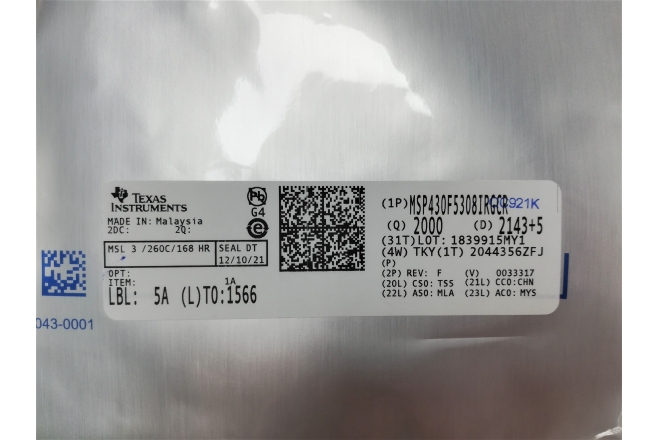 TEXAS
INSTRUMENTS
MADE IN: Malaysia
2DC: 2Q:
MSL 3 /260C/168 HR
SEAL DT
12/10/21
OPT:
ITEM: 1A
LBL: 5A (L)TO:1566
Pb
G4
e
(1P) MSP430F5308IRGCR
(Q) 2000 (D) 2143+5
(31T) LOT: 1839915MY1
(4W) TKY(1T) 2044356ZFJ
(P)
(2P) REV: F (V) 0033317
(20L) CSO: TSS (21L) CCO:CHN
(22L) ASO: MLA (23L) ACO: MYS
043-0001